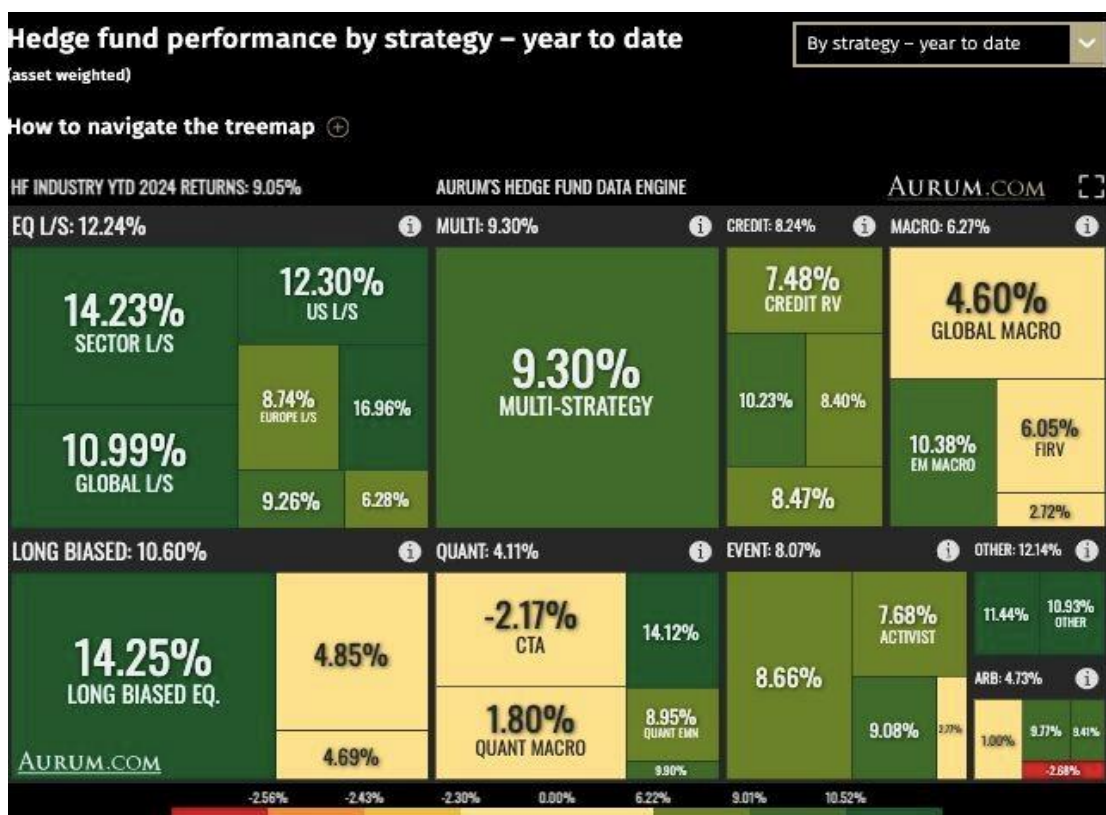 Hedge fund performance by strategy – year to date
(asset weighted)
By strategy – year to date
How to navigate the treemap
HF INDUSTRY YTD 2024 RETURNS: 9.05%
AURUM'S HEDGE FUND DATA ENGINE
AURUM.COM
EQ L/S: 12.24%
14.23%
SECTOR L/S
12.30%
US L/S
10.99%
GLOBAL L/S
8.74%
EUROPE L/S
16.96%
9.26%
6.28%
MULTI: 9.30%
9.30%
MULTI-STRATEGY
CREDIT: 8.24%
7.48%
CREDIT RV
10.23%
8.40%
8.47%
MACRO: 6.27%
4.60%
GLOBAL MACRO
10.38%
EM MACRO
6.05%
FIRV
2.72%
LONG BIASED: 10.60%
14.25%
LONG BIASED EQ.
4.85%
4.69%
AURUM.COM
QUANT: 4.11%
-2.17%
CTA
14.12%
1.80%
QUANT MACRO
8.95%
QUANT EMN
9.90%
EVENT: 8.07%
8.66%
7.68%
ACTIVIST
9.08%
OTHER: 12.14%
11.44%
10.93%
OTHER
ARB: 4.73%
1.00%
9.77%
9.41%
-2.68%
-2.56%
-2.43%
-2.30%
0.00%
6.22%
9.01%
10.52%